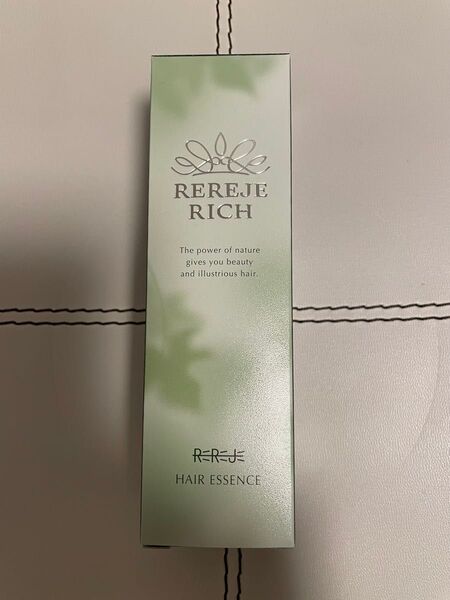 REREJE
RICH
The power of nature
gives you beauty
and illustrious hair.
REREJE
HAIR ESSENCE